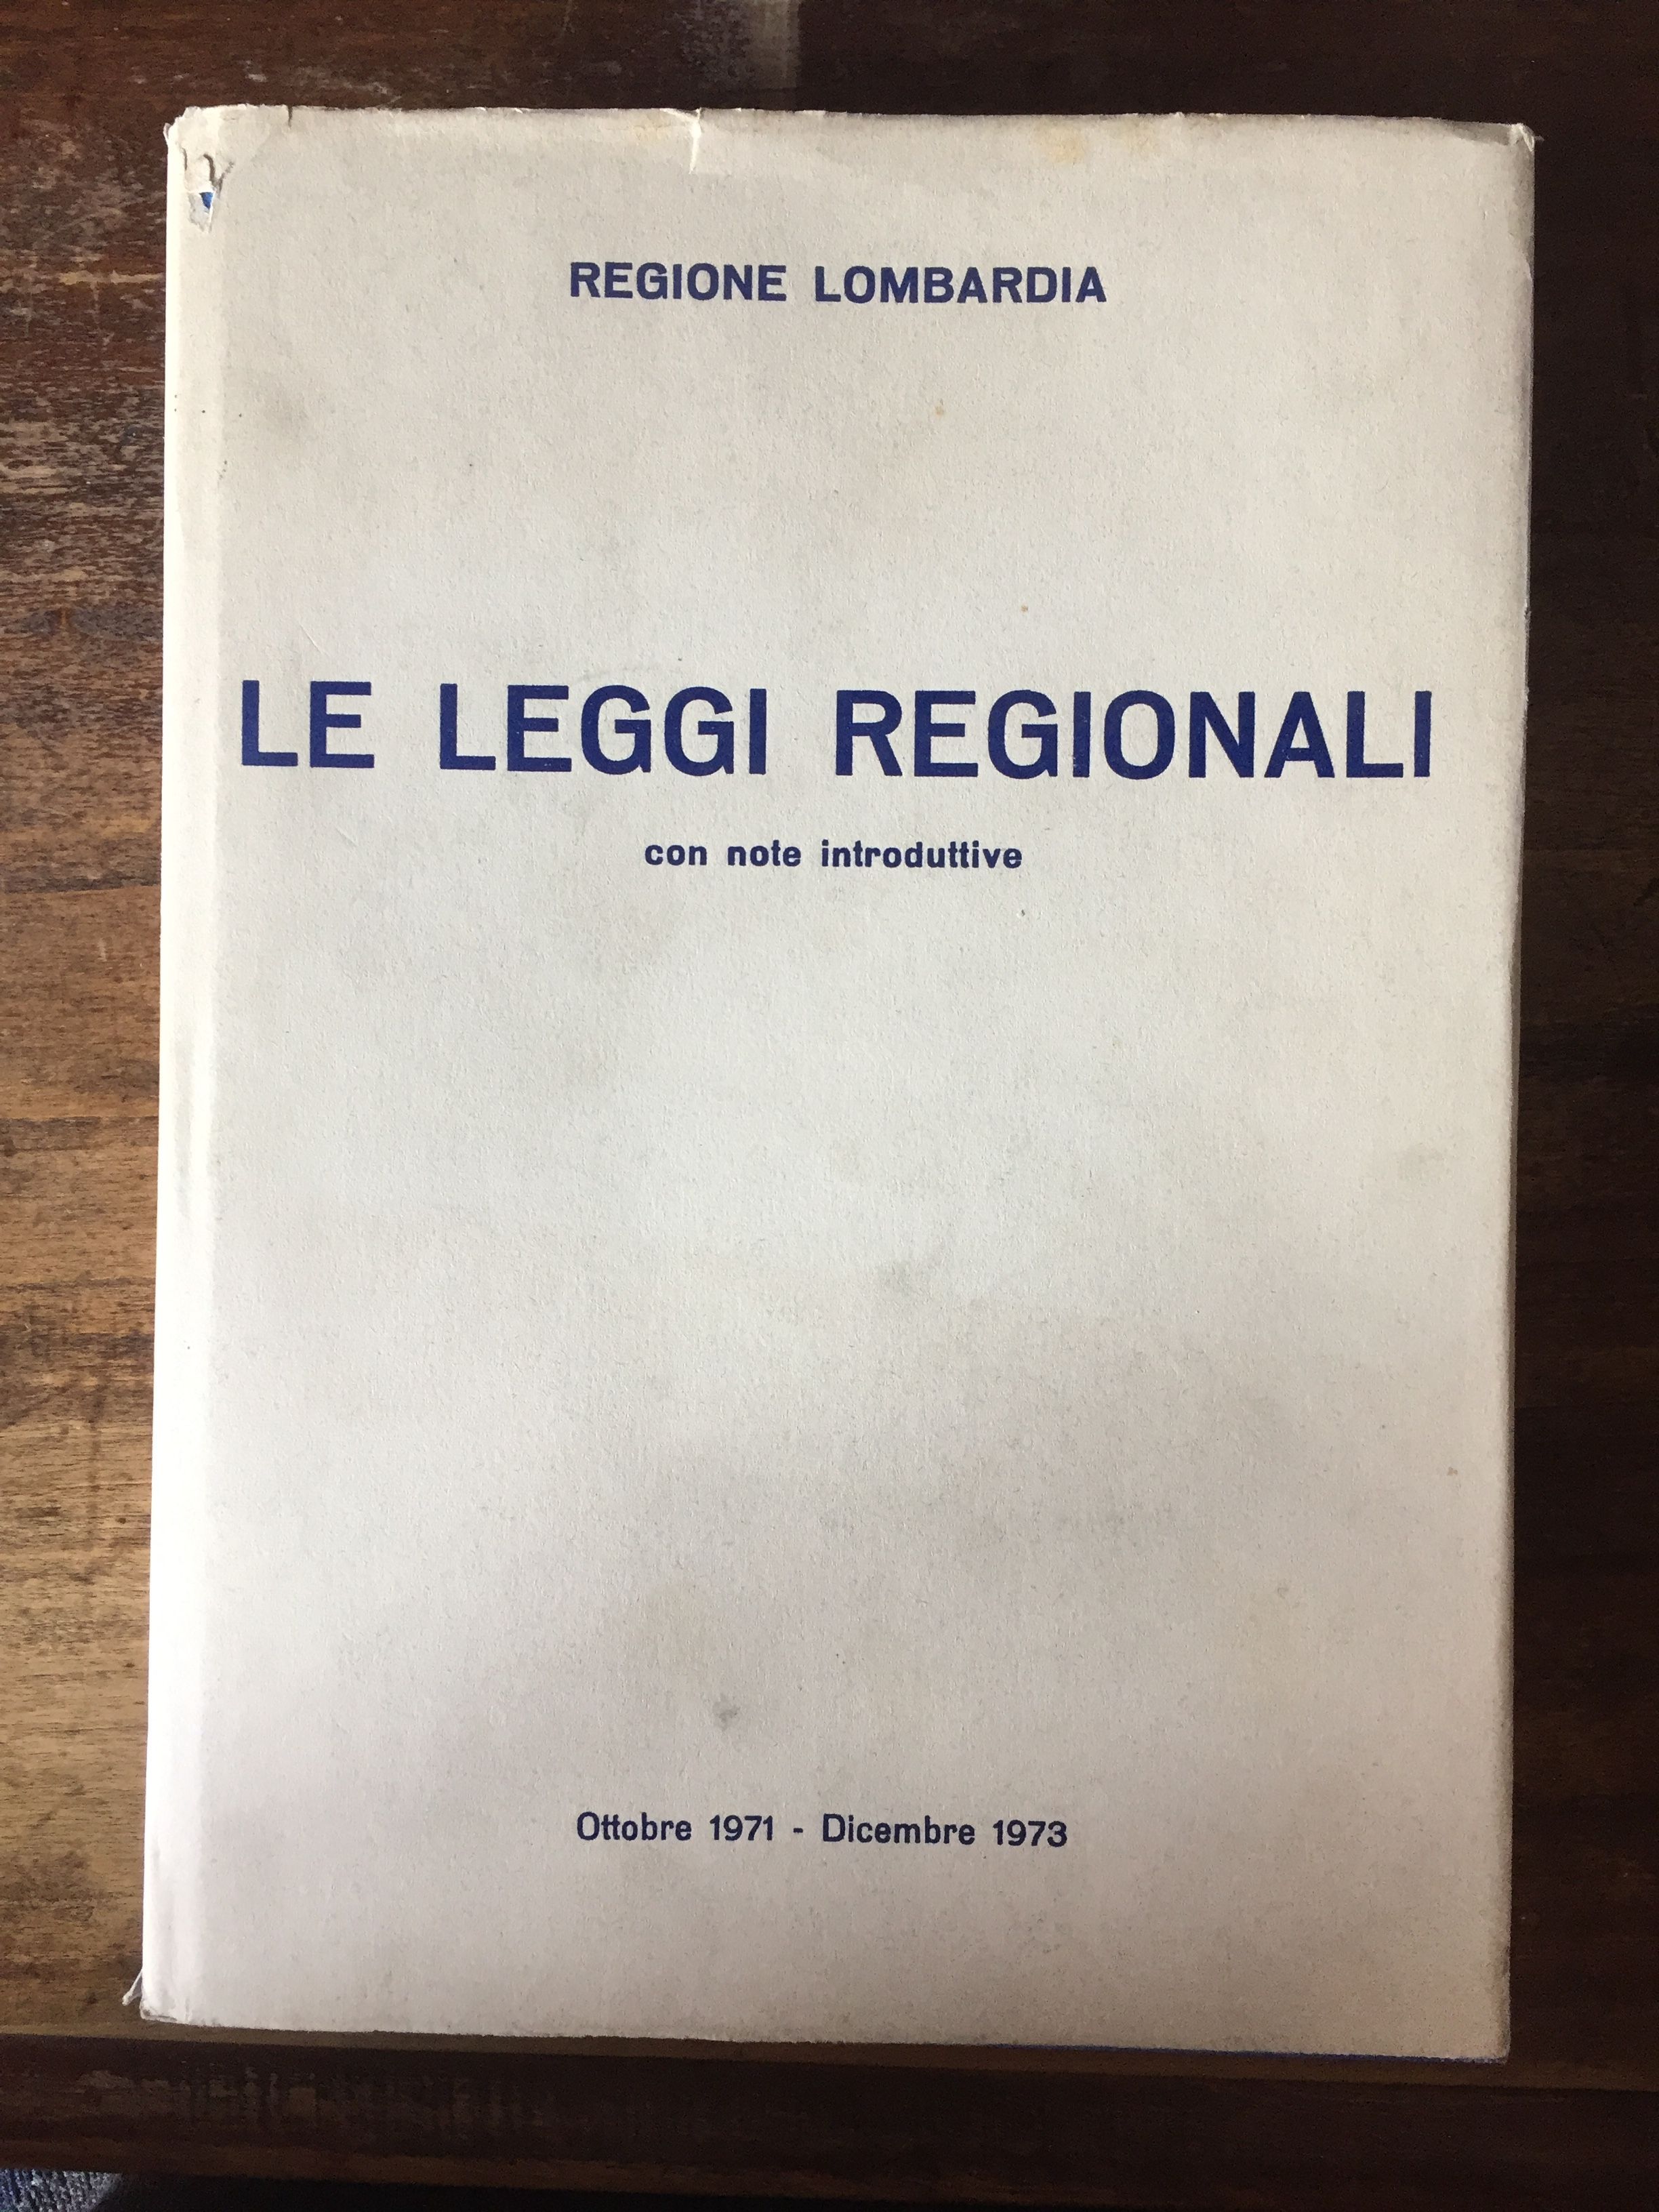 REGIONE LOMBARDIA
LE LEGGI REGIONALI
con note introduttive
Ottobre 1971 - Dicembre 1973